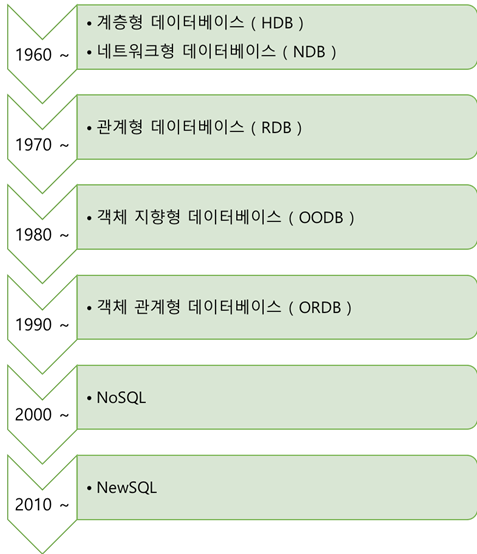 1960 ~
• 계층형 데이터베이스 ( HDB )
• 네트워크형 데이터베이스 ( NDB )
1970 ~
• 관계형 데이터베이스 ( RDB )
1980 ~
• 객체 지향형 데이터베이스 ( OODB )
1990 ~
• 객체 관계형 데이터베이스 ( ORDB )
2000 ~
• NoSQL
2010 ~
• NewSQL